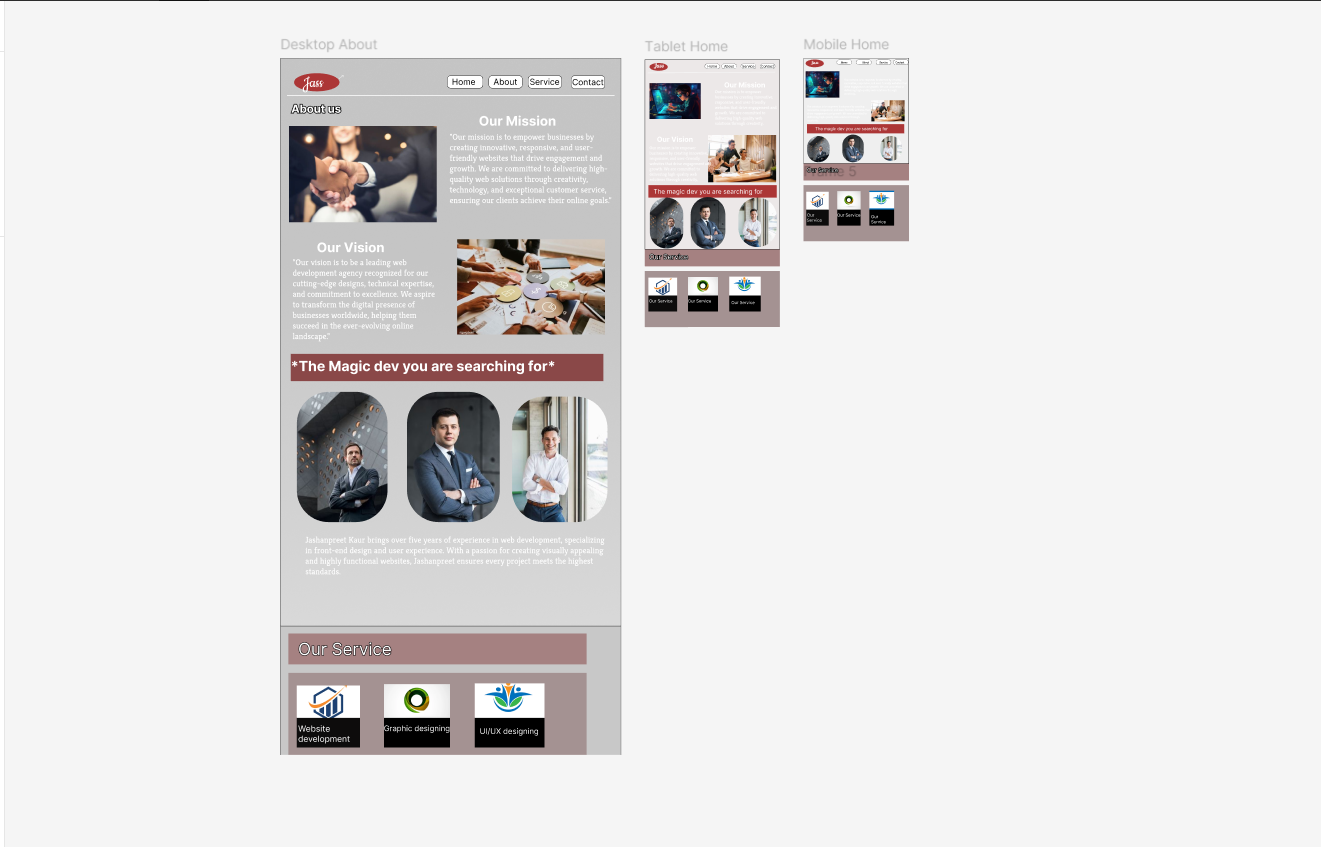 Desktop About
Jass
Home
About
Service
Contact
About us
Our Mission
"Our mission is to empower businesses by
creating innovative, responsive, and user-
friendly websites that drive engagement and
growth. We are committed to delivering high-
quality web solutions through creativity,
technology, and exceptional customer service,
ensuring our clients achieve their online goals."
Our Vision
"Our vision is to be a leading web
development agency recognized for our
cutting-edge designs, technical expertise,
and commitment to excellence. We aspire
to transform the digital presence of
businesses worldwide, helping them
succeed in the ever-evolving online
landscape."
*The Magic dev you are searching for*
Jashanpreet Kaur brings over five years of experience in web development, specializing
in front-end design and user experience. With a passion for creating visually appealing
and highly functional websites, Jashanpreet ensures every project meets the highest
standards.
Our Service
Website
development
Graphic designing
UI/UX designing
Tablet Home
Jass
Home
About
Service
Contact
Our Mission
Our Vision
The magic dev you are searching for
Our Service
Our Service
Our Service
Our Service
Mobile Home
Jass
Home
About
Service
Contact
The magic dev you are searching for
Our Service
Our
Service
Our Service
Our
Service